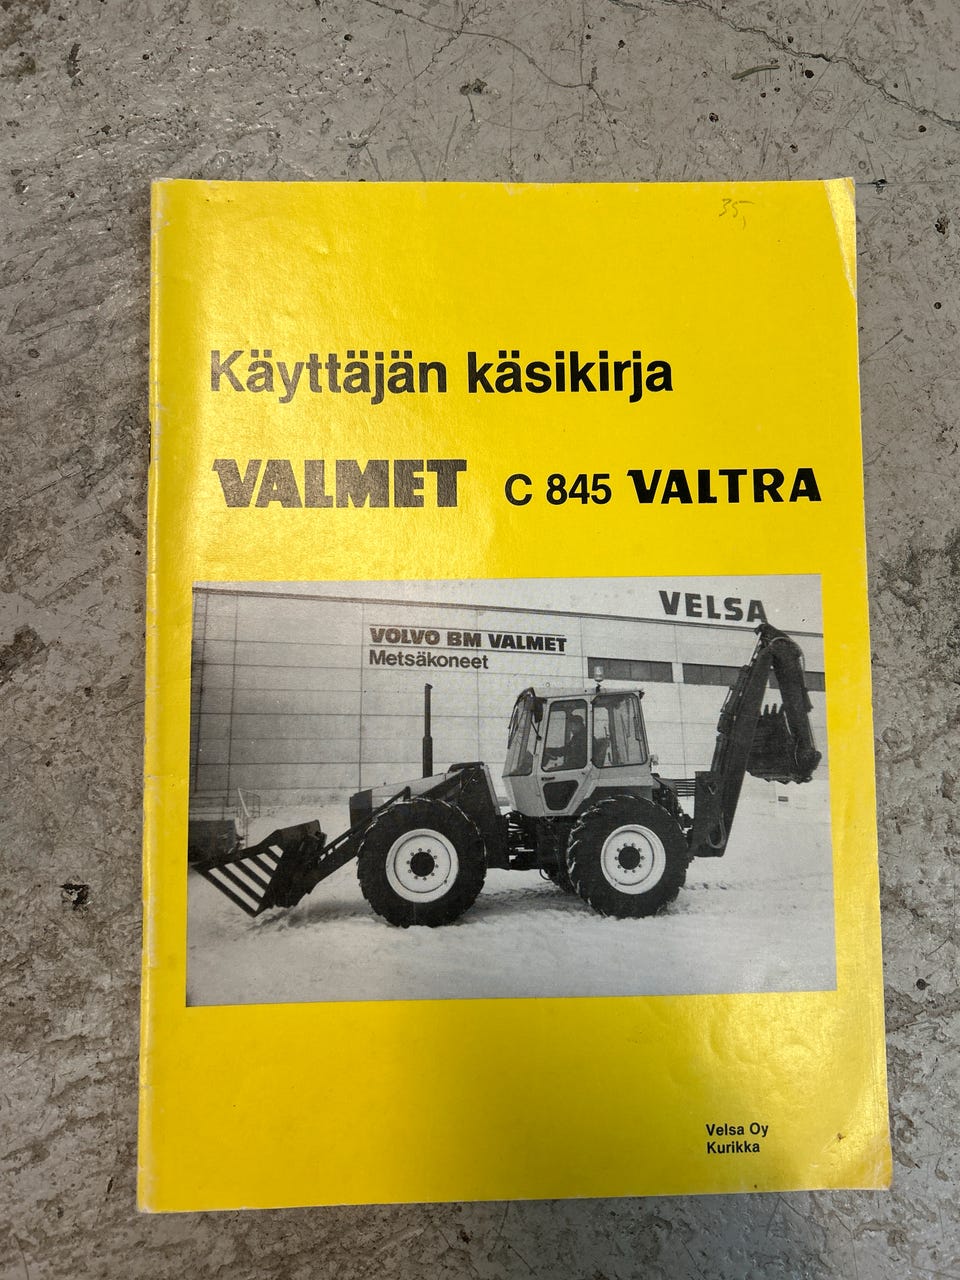 35,
Käyttäjän käsikirja
VALMET C 845 VALTRA
VELSA
VOLVO BM VALMET
Metsäkoneet
Velsa Oy
Kurikka